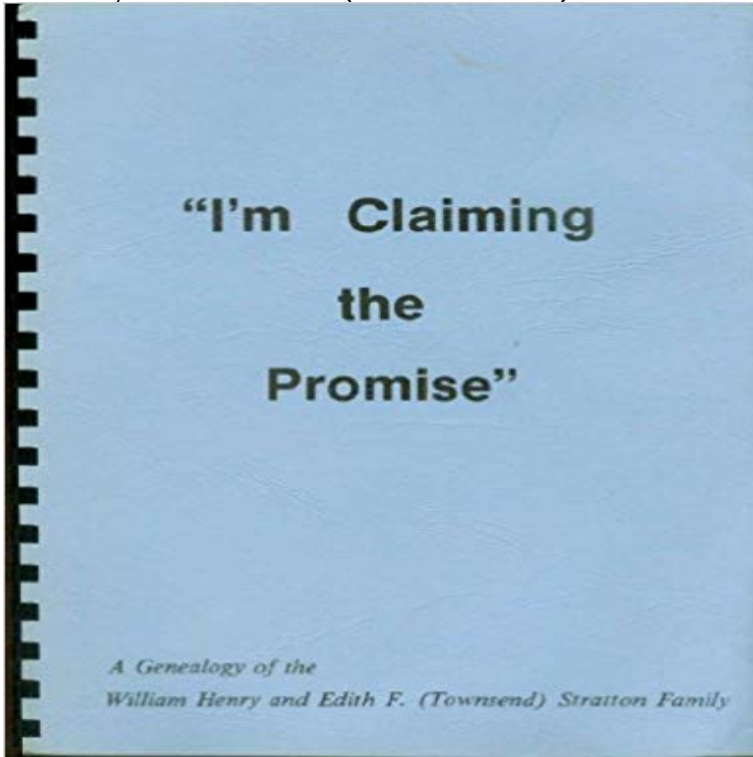 “I’m Claiming
the
Promise”
A Genealogy of the
William Henry and Edith F. (Townsend) Stratton Family